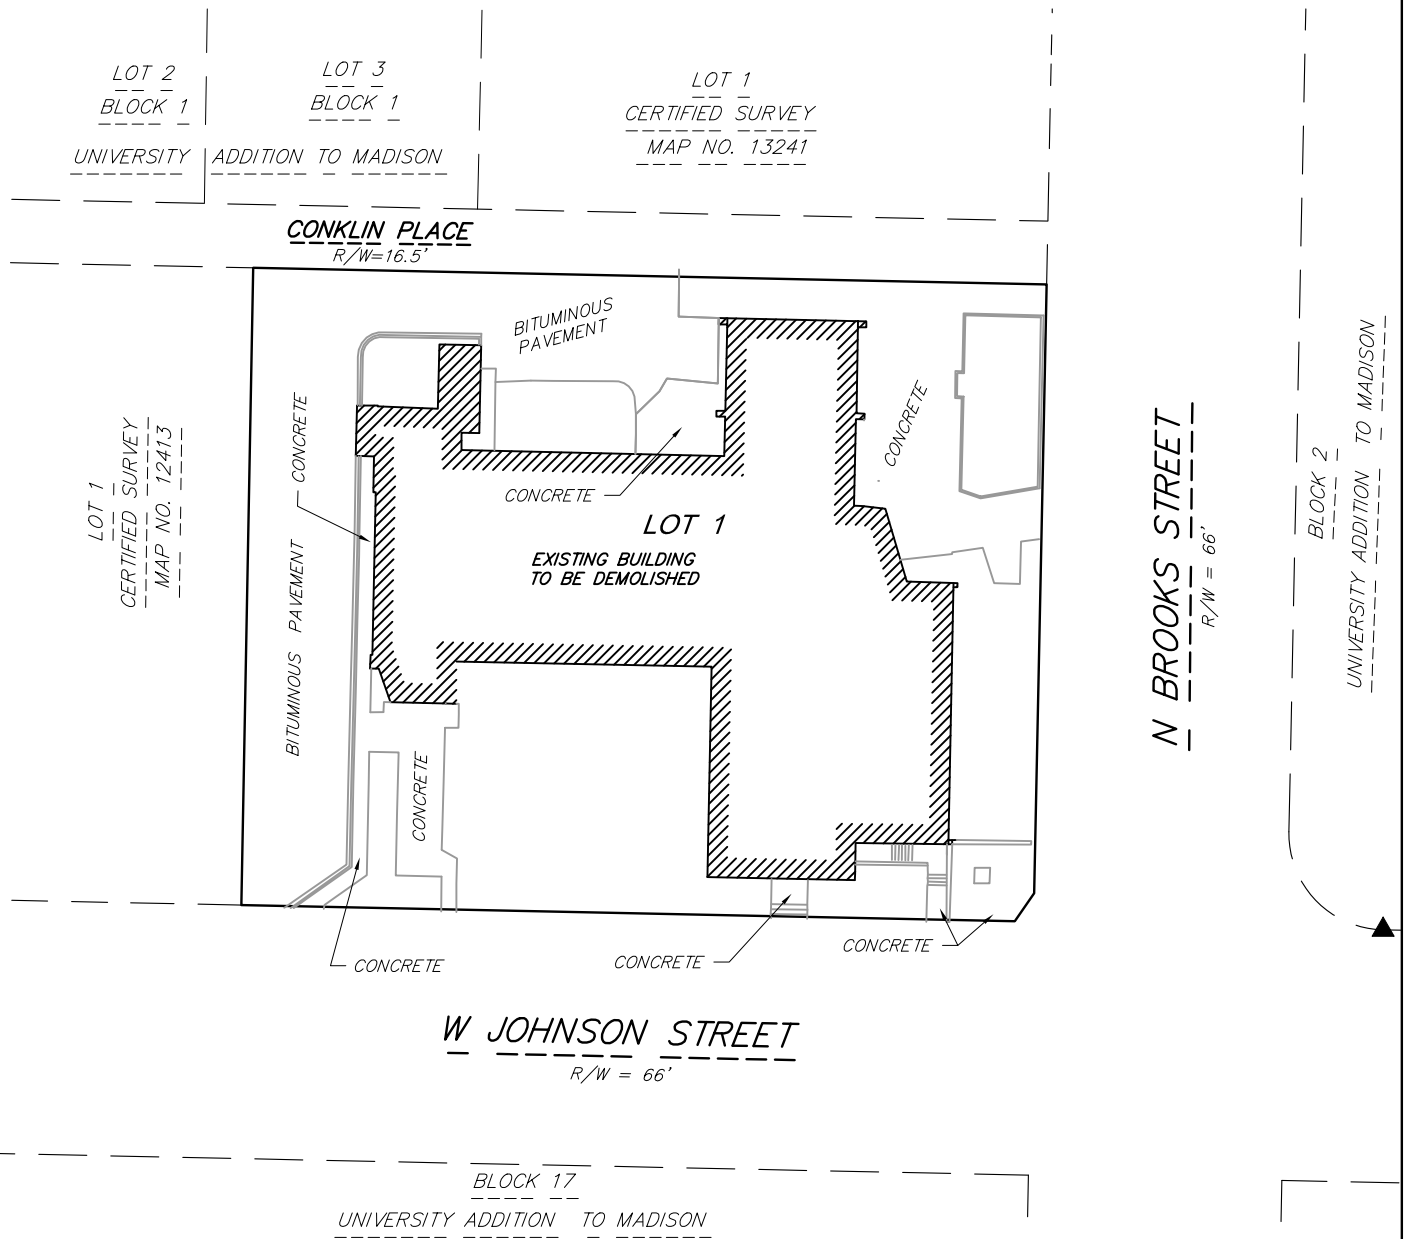 LOT 2
BLOCK 1
LOT 3
BLOCK 1
UNIVERSITY ADDITION TO MADISON
LOT 1
CERTIFIED SURVEY
MAP NO. 13241
CONKLIN PLACE
R/W=16.5'
BITUMINOUS
PAVEMENT
CONCRETE
CONCRETE
CONCRETE
LOT 1
CERTIFIED SURVEY
MAP NO. 12413
LOT 1
EXISTING BUILDING
TO BE DEMOLISHED
BITUMINOUS PAVEMENT
CONCRETE
N BROOKS STREET
R/W = 66'
BLOCK 2
UNIVERSITY ADDITION TO MADISON
CONCRETE
CONCRETE
CONCRETE
W JOHNSON STREET
R/W = 66'
BLOCK 17
UNIVERSITY ADDITION TO MADISON